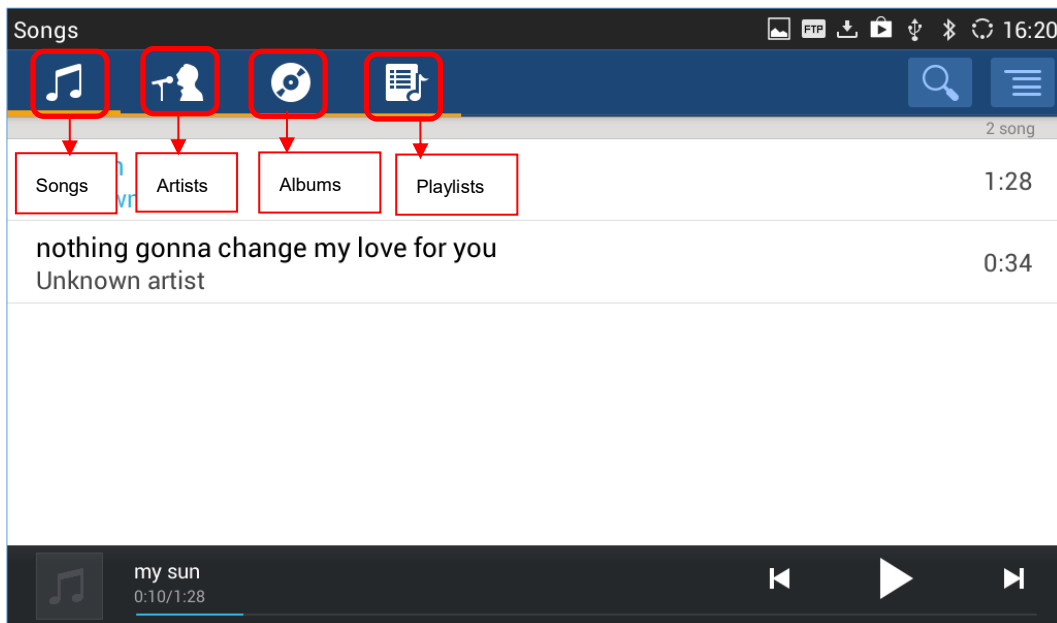 Songs FTP 16:20
2 song
Songs Artists Albums Playlists
1:28
nothing gonna change my love for you
0:34
Unknown artist
my sun
0:10/1:28